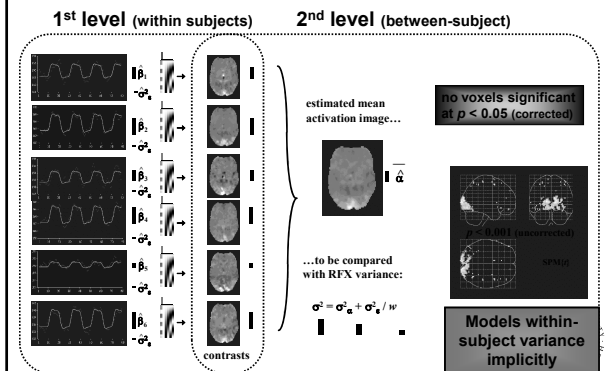 1st level (within subjects)
2nd level (between-subject)
β̂₁
-σ̂²ε
β̂₂
-σ̂²ε
β̂₃
-σ̂²ε
β̂₄
-σ̂²ε
β̂₅
-σ̂²ε
β̂₆
-σ̂²ε
contrasts
estimated mean
activation image…
α̂
…to be compared
with RFX variance:
σ² = σ²α + σ²ε / w
no voxels significant
at p < 0.05 (corrected)
p < 0.001 (uncorrected)
SPM{t}
Models within-
subject variance
implicitly